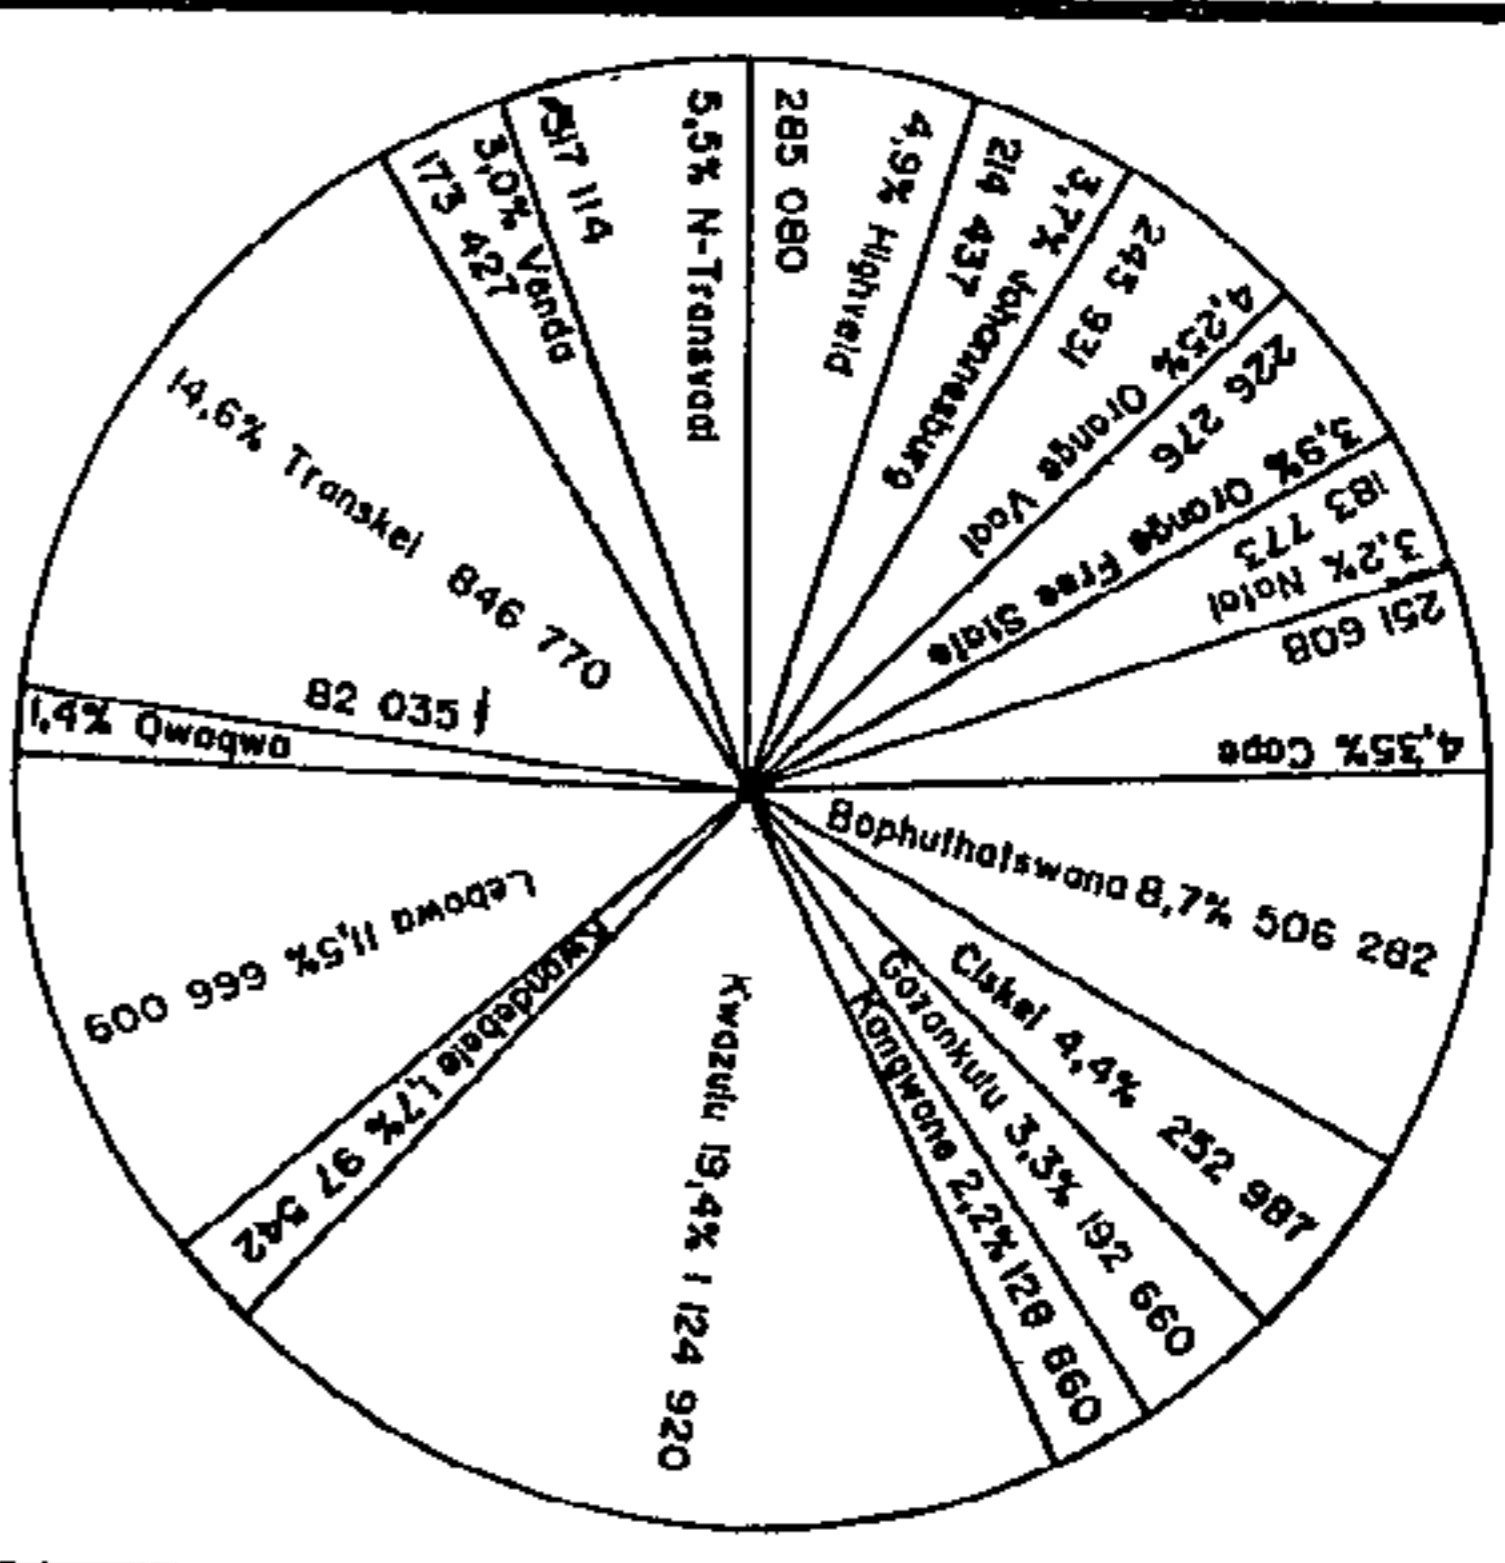 285 080
4,9% Highveld
214 437
3,7% Johannesburg
245 931
4,25% Orange Vaal
226 276
3,9% Orange Free State
183 773
3,2% Natal
251 608
4,35% Cape
Bophuthatswana 8,7% 506 282
Ciskei 4,4% 252 987
Gazankulu 3,3% 192 660
Kangwane 2,2% 128 660
Kwazulu 19,4% 1 124 920
Kwandebele 1,7% 97 542
Lebowa 11,5% 666 009
1,4% Qwaqwa
82 035
14,6% Transkei 846 770
3,0% Venda
173 427
317 114
5,5% N-Transvaal